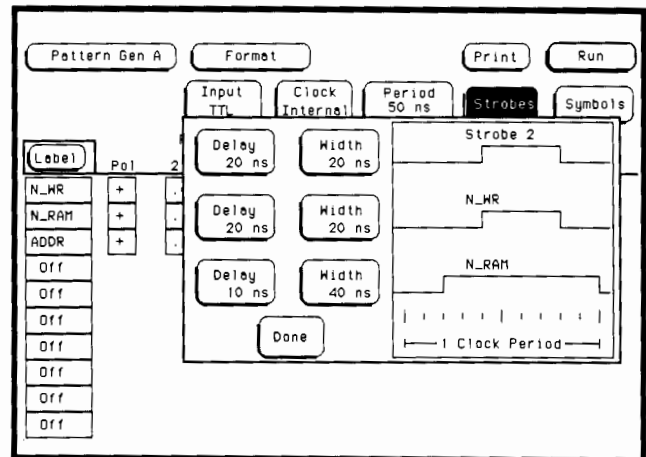 Pattern Gen A Format Print Run
Input TTL Clock Internal Period 50 ns Strobes Symbols
Label Pol 2
Delay 20 ns Width 20 ns Strobe 2
N_WR + .
N_RAM + .
ADDR + .
Delay 20 ns Width 20 ns N_WR
Off
Off
Off
Off
Off
Off
Off
Delay 10 ns Width 40 ns N_RAM
Done
1 Clock Period